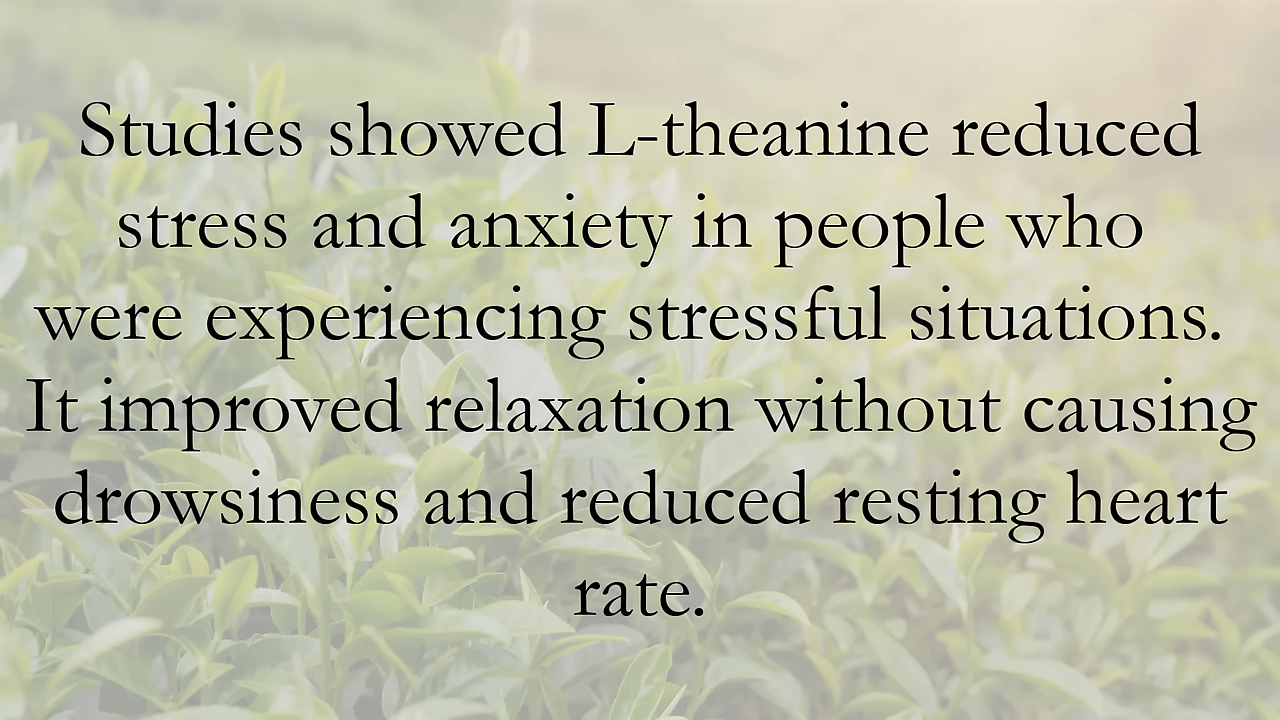 Studies showed L-theanine reduced
stress and anxiety in people who
were experiencing stressful situations.
It improved relaxation without causing
drowsiness and reduced resting heart
rate.